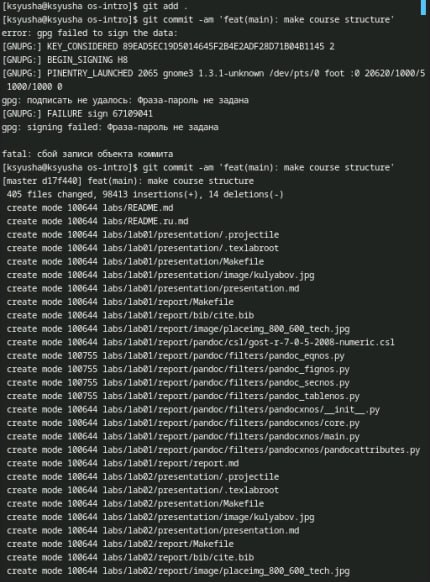 [ksyusha@ksyusha os-intro]$ git add .
[ksyusha@ksyusha os-intro]$ git commit -am 'feat(main): make course structure'
error: gpg failed to sign the data:
[GNUPG:] KEY_CONSIDERED 89EAD5EC19D5014645F2B4E2ADF28D71B04B1145 2
[GNUPG:] BEGIN_SIGNING H8
[GNUPG:] PINENTRY_LAUNCHED 2065 gnome3 1.3.1-unknown /dev/pts/0 foot :0 20620/1000/5
1000/1000 0
gpg: подписать не удалось: Фраза-пароль не задана
[GNUPG:] FAILURE sign 67109041
gpg: signing failed: Фраза-пароль не задана
fatal: сбой записи объекта коммита
[ksyusha@ksyusha os-intro]$ git commit -am 'feat(main): make course structure'
[master d17f440] feat(main): make course structure
405 files changed, 98413 insertions(+), 14 deletions(-)
create mode 100644 labs/README.md
create mode 100644 labs/README.ru.md
create mode 100644 labs/lab01/presentation/.projectile
create mode 100644 labs/lab01/presentation/.texlabroot
create mode 100644 labs/lab01/presentation/Makefile
create mode 100644 labs/lab01/presentation/image/kulyabov.jpg
create mode 100644 labs/lab01/presentation/presentation.md
create mode 100644 labs/lab01/report/Makefile
create mode 100644 labs/lab01/report/bib/cite.bib
create mode 100644 labs/lab01/report/image/placeimg_800_600_tech.jpg
create mode 100644 labs/lab01/report/pandoc/csl/gost-r-7-0-5-2008-numeric.csl
create mode 100755 labs/lab01/report/pandoc/filters/pandoc_eqnos.py
create mode 100755 labs/lab01/report/pandoc/filters/pandoc_fignos.py
create mode 100755 labs/lab01/report/pandoc/filters/pandoc_secnos.py
create mode 100755 labs/lab01/report/pandoc/filters/pandoc_tablenos.py
create mode 100644 labs/lab01/report/pandoc/filters/pandocxnos/__init__.py
create mode 100644 labs/lab01/report/pandoc/filters/pandocxnos/core.py
create mode 100644 labs/lab01/report/pandoc/filters/pandocxnos/main.py
create mode 100644 labs/lab01/report/pandoc/filters/pandocxnos/pandocattributes.py
create mode 100644 labs/lab01/report/report.md
create mode 100644 labs/lab02/presentation/.projectile
create mode 100644 labs/lab02/presentation/.texlabroot
create mode 100644 labs/lab02/presentation/Makefile
create mode 100644 labs/lab02/presentation/image/kulyabov.jpg
create mode 100644 labs/lab02/presentation/presentation.md
create mode 100644 labs/lab02/report/Makefile
create mode 100644 labs/lab02/report/bib/cite.bib
create mode 100644 labs/lab02/report/image/placeimg_800_600_tech.jpg